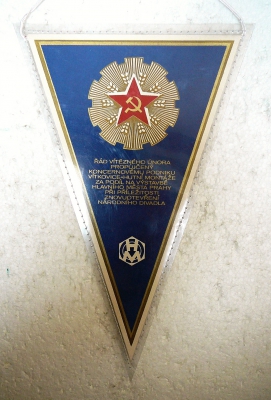 ŘÁD VÍTĚZNÉHO ÚNORA
PROPŮJČENÝ
KONCERNOVÉMU PODNIKU
VÍTKOVICE-HUTNÍ MONTÁŽE
ZA PODÍL NA VÝSTAVBĚ
HLAVNÍHO MĚSTA PRAHY
PŘI PŘÍLEŽITOSTI
ZNOVUOTEVŘENÍ
NÁRODNÍHO DIVADLA
HM